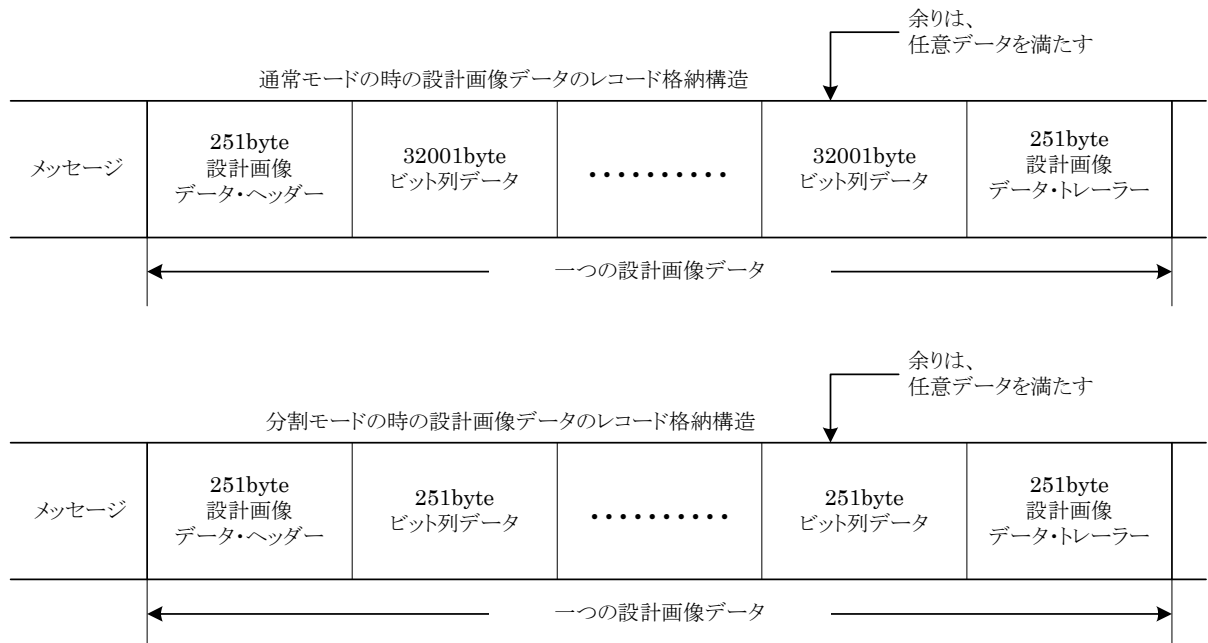 余りは、
任意データを満たす
通常モードの時の設計画像データのレコード格納構造
メッセージ
251byte
設計画像
データ・ヘッダー
32001byte
ビット列データ
••••••••••
32001byte
ビット列データ
251byte
設計画像
データ・トレーラー
一つの設計画像データ
余りは、
任意データを満たす
分割モードの時の設計画像データのレコード格納構造
メッセージ
251byte
設計画像
データ・ヘッダー
251byte
ビット列データ
••••••••••
251byte
ビット列データ
251byte
設計画像
データ・トレーラー
一つの設計画像データ